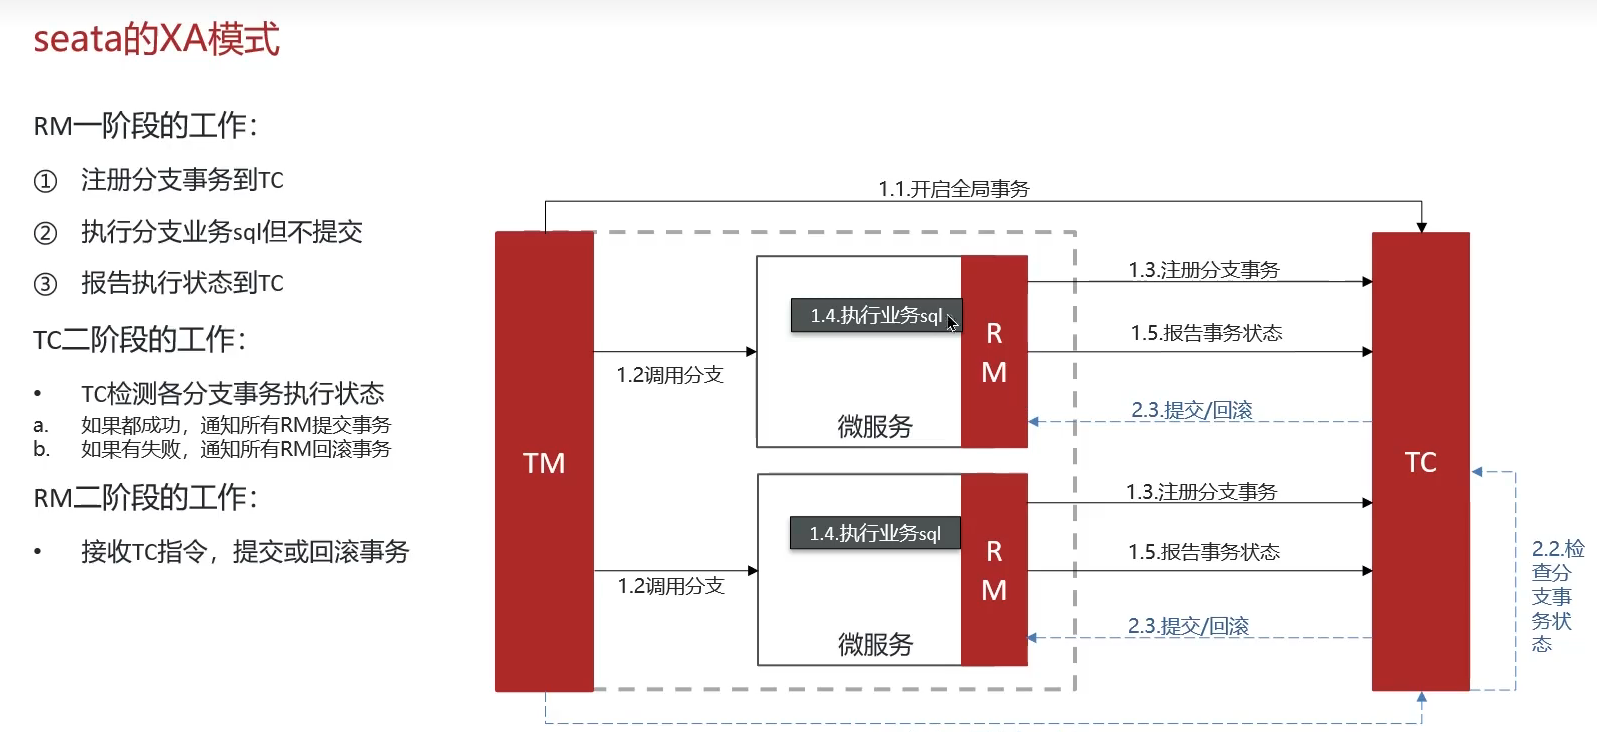 seata的XA模式
RM一阶段的工作：
① 注册分支事务到TC
② 执行分支业务sql但不提交
③ 报告执行状态到TC
TC二阶段的工作：
• TC检测各分支事务执行状态
a. 如果都成功，通知所有RM提交事务
b. 如果有失败，通知所有RM回滚事务
RM二阶段的工作：
• 接收TC指令，提交或回滚事务
1.1.开启全局事务
TM
1.2调用分支
1.4.执行业务sql
微服务
R
M
1.3.注册分支事务
1.5.报告事务状态
2.3.提交/回滚
1.2调用分支
1.4.执行业务sql
微服务
R
M
1.3.注册分支事务
1.5.报告事务状态
2.3.提交/回滚
TC
2.2.检
查分
支事
务状
态